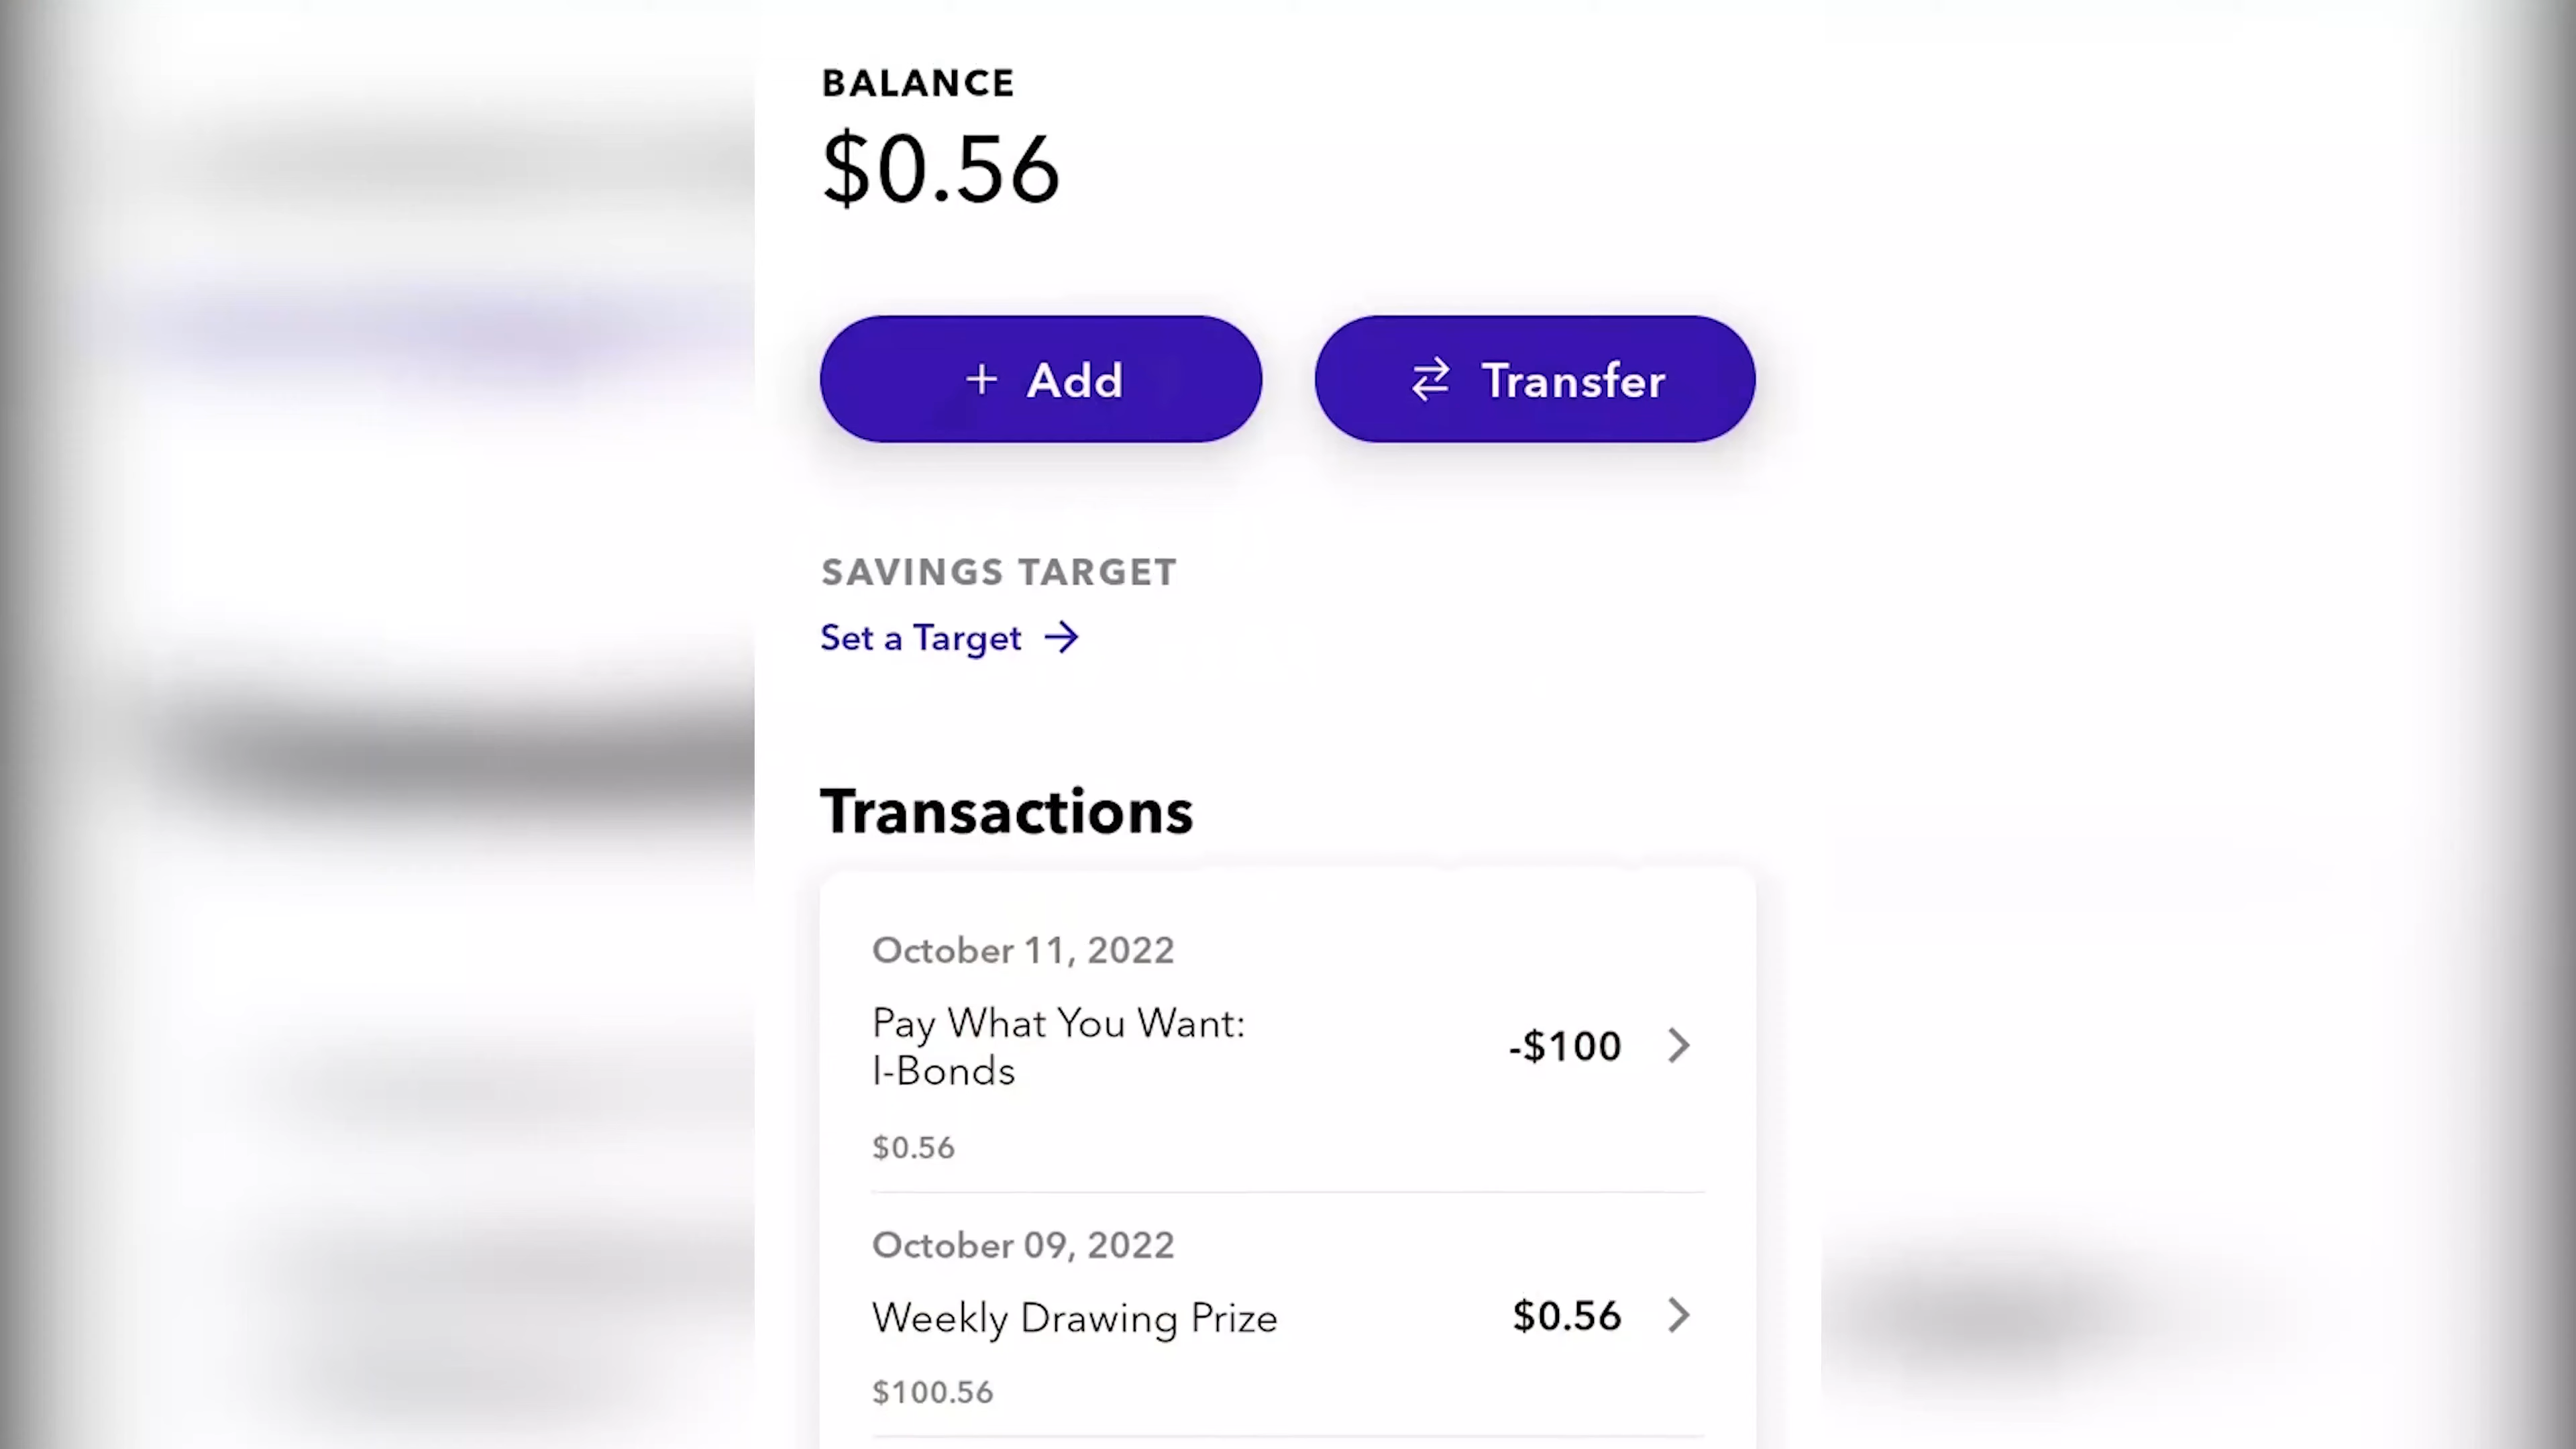 BALANCE
$0.56
+ Add
Transfer
SAVINGS TARGET
Set a Target →
Transactions
October 11, 2022
Pay What You Want:
I-Bonds
-$100
$0.56
October 09, 2022
Weekly Drawing Prize
$0.56
$100.56